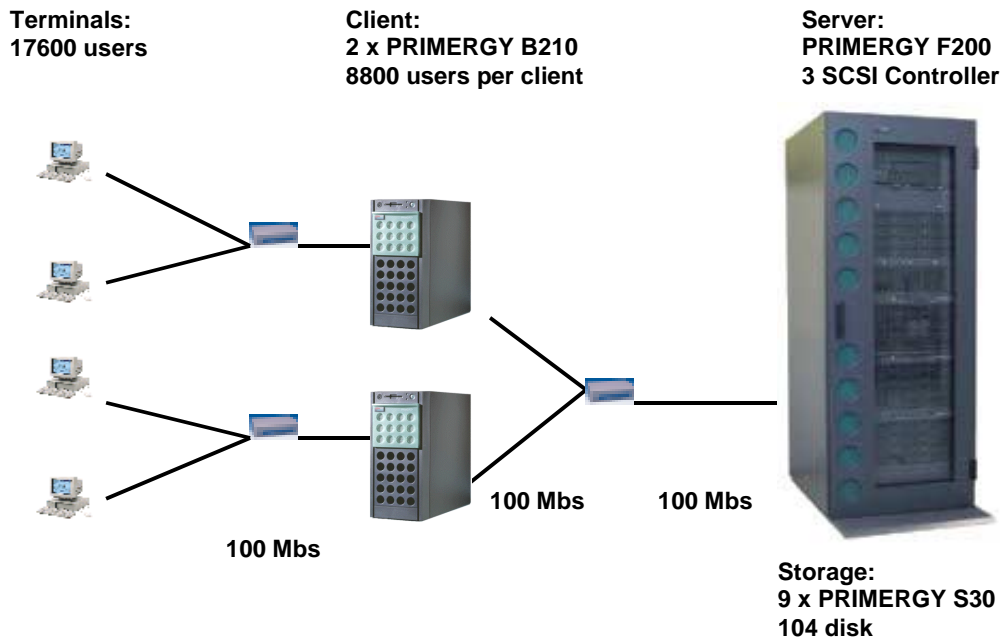 Terminals:
17600 users
Client:
2 x PRIMERGY B210
8800 users per client
Server:
PRIMERGY F200
3 SCSI Controller
100 Mbs
100 Mbs
100 Mbs
Storage:
9 x PRIMERGY S30
104 disk